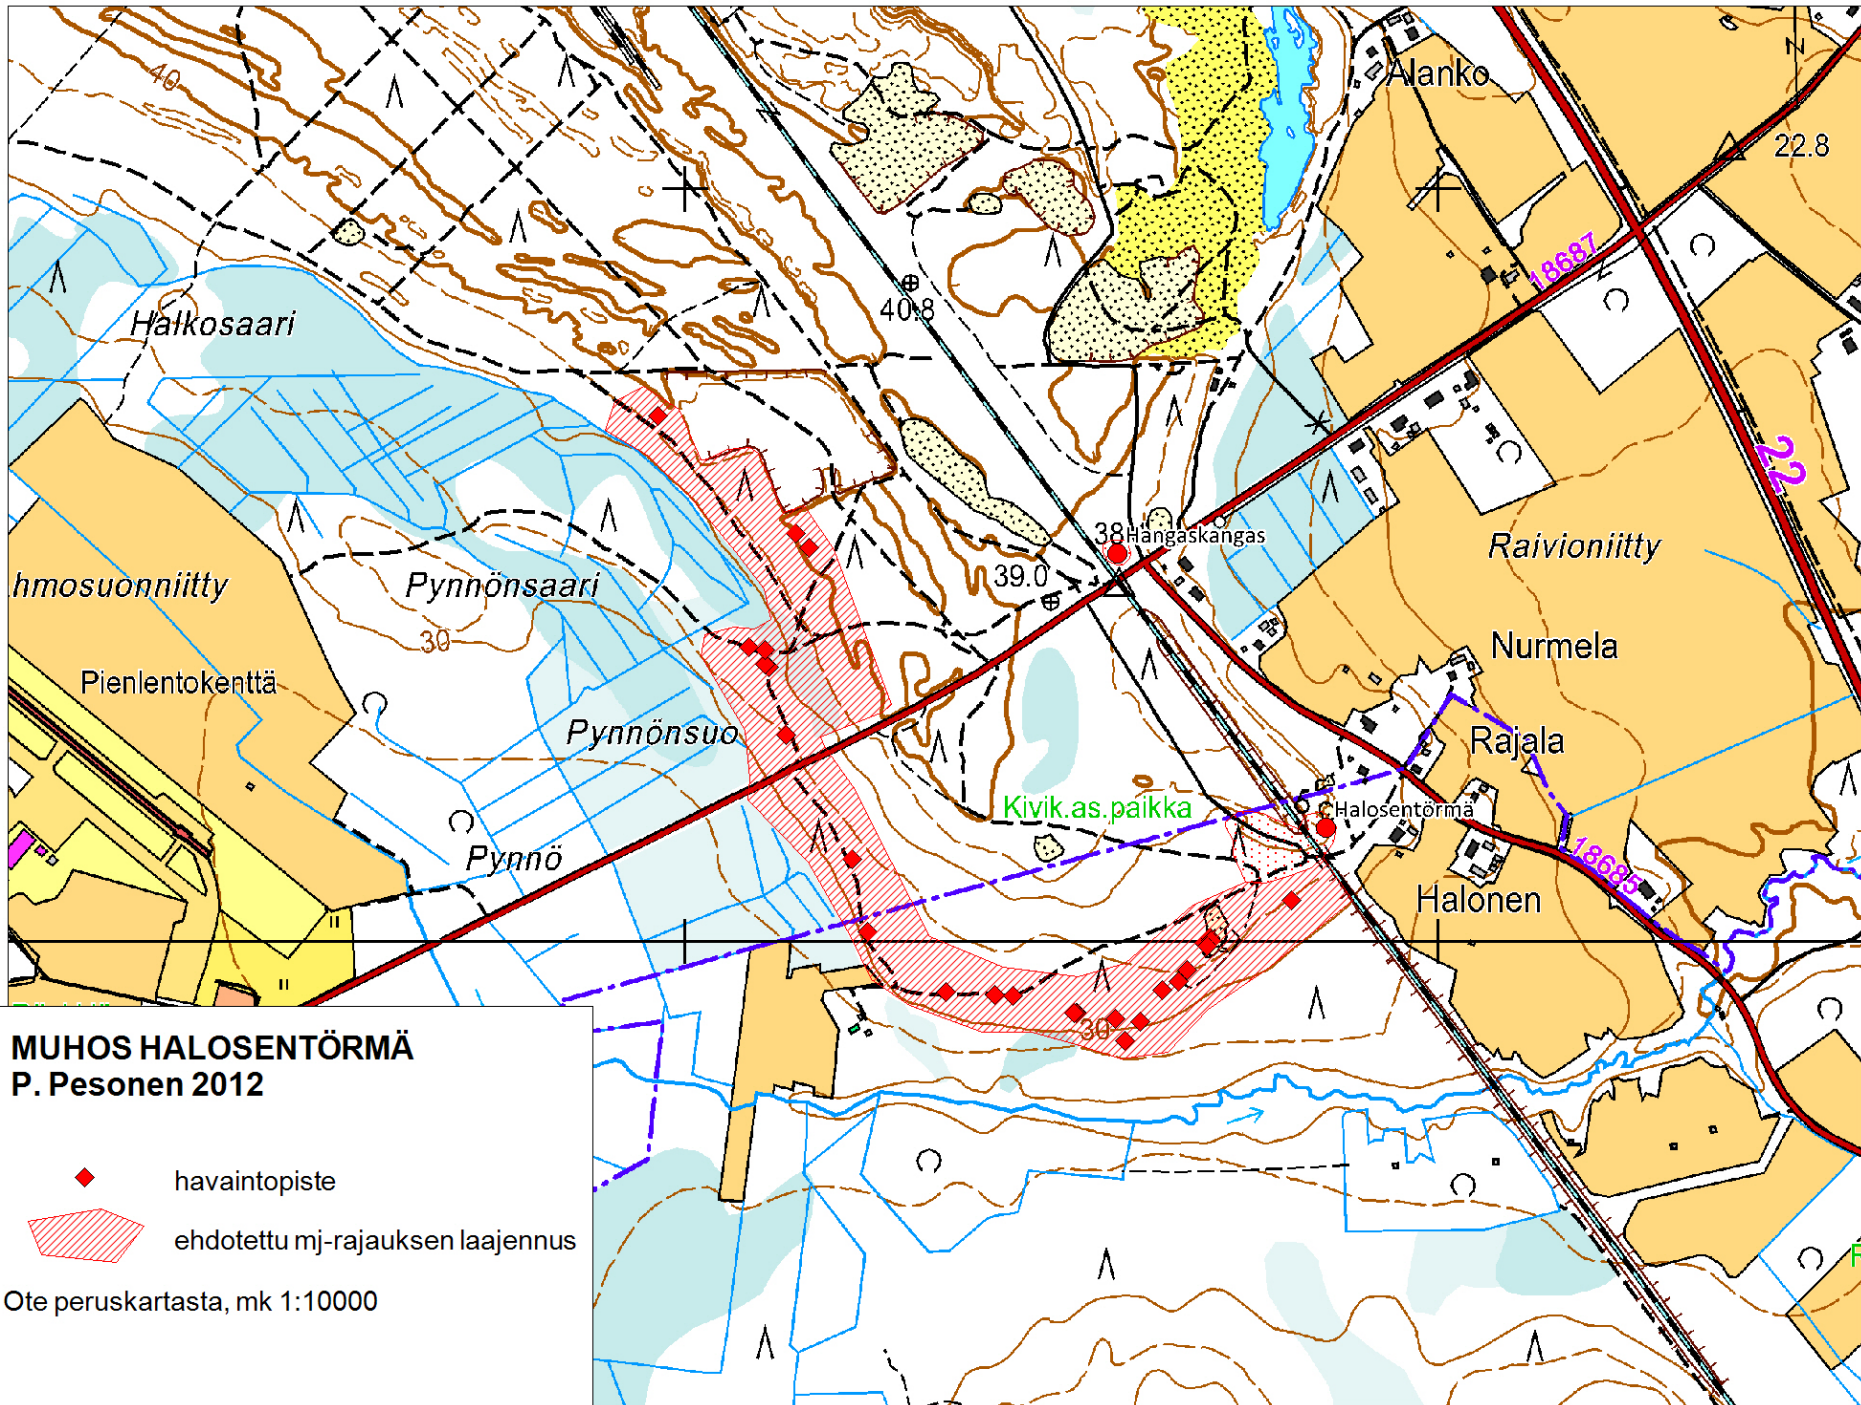 40
Alanko
22.8
18687
Halkosaari
40.8
22
38
Hangaskangas
Raivioniitty
hmosuonniitty
Pynnönsaari
39.0
30
Nurmela
Pienlentokenttä
Pynnönsuo
Rajala
Kivik.as.paikka
Halosentörmä
Pynnö
18685
Halonen
30
MUHOS HALOSENTÖRMÄ
P. Pesonen 2012
havaintopiste
ehdotettu mj-rajauksen laajennus
Ote peruskartasta, mk 1:10000